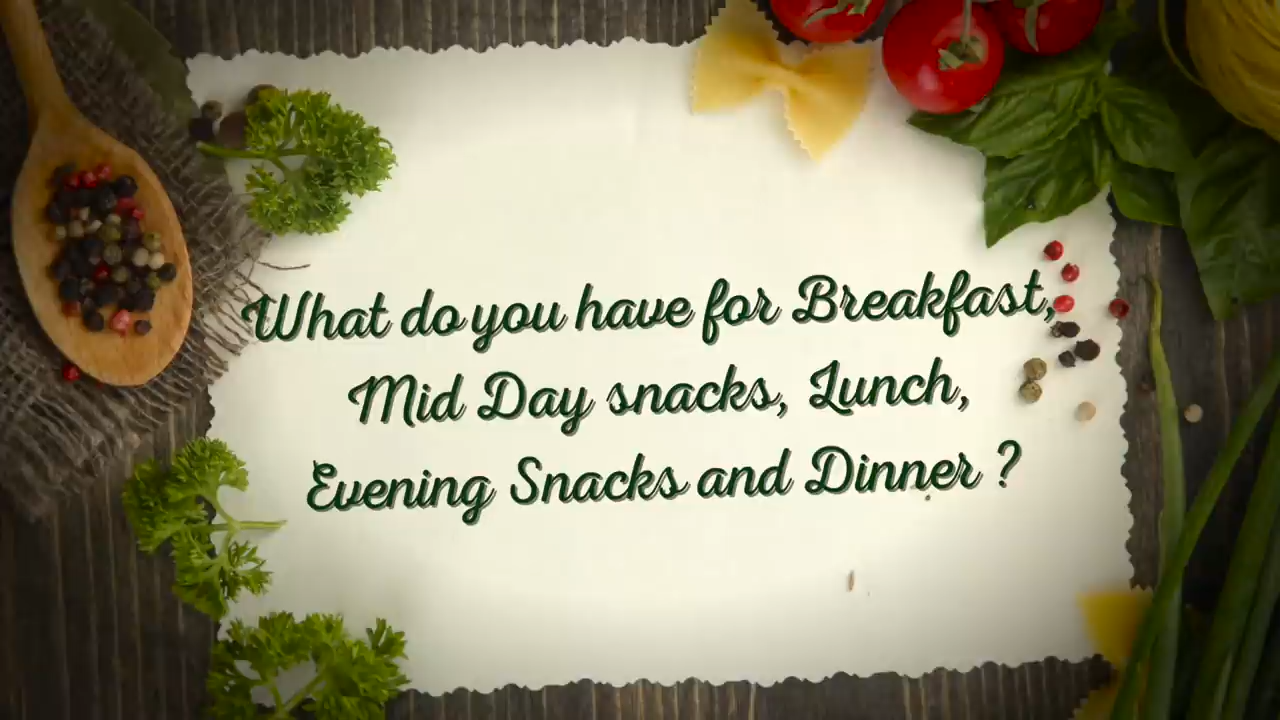 What do you have for Breakfast,
Mid Day snacks, Lunch,
Evening Snacks and Dinner ?